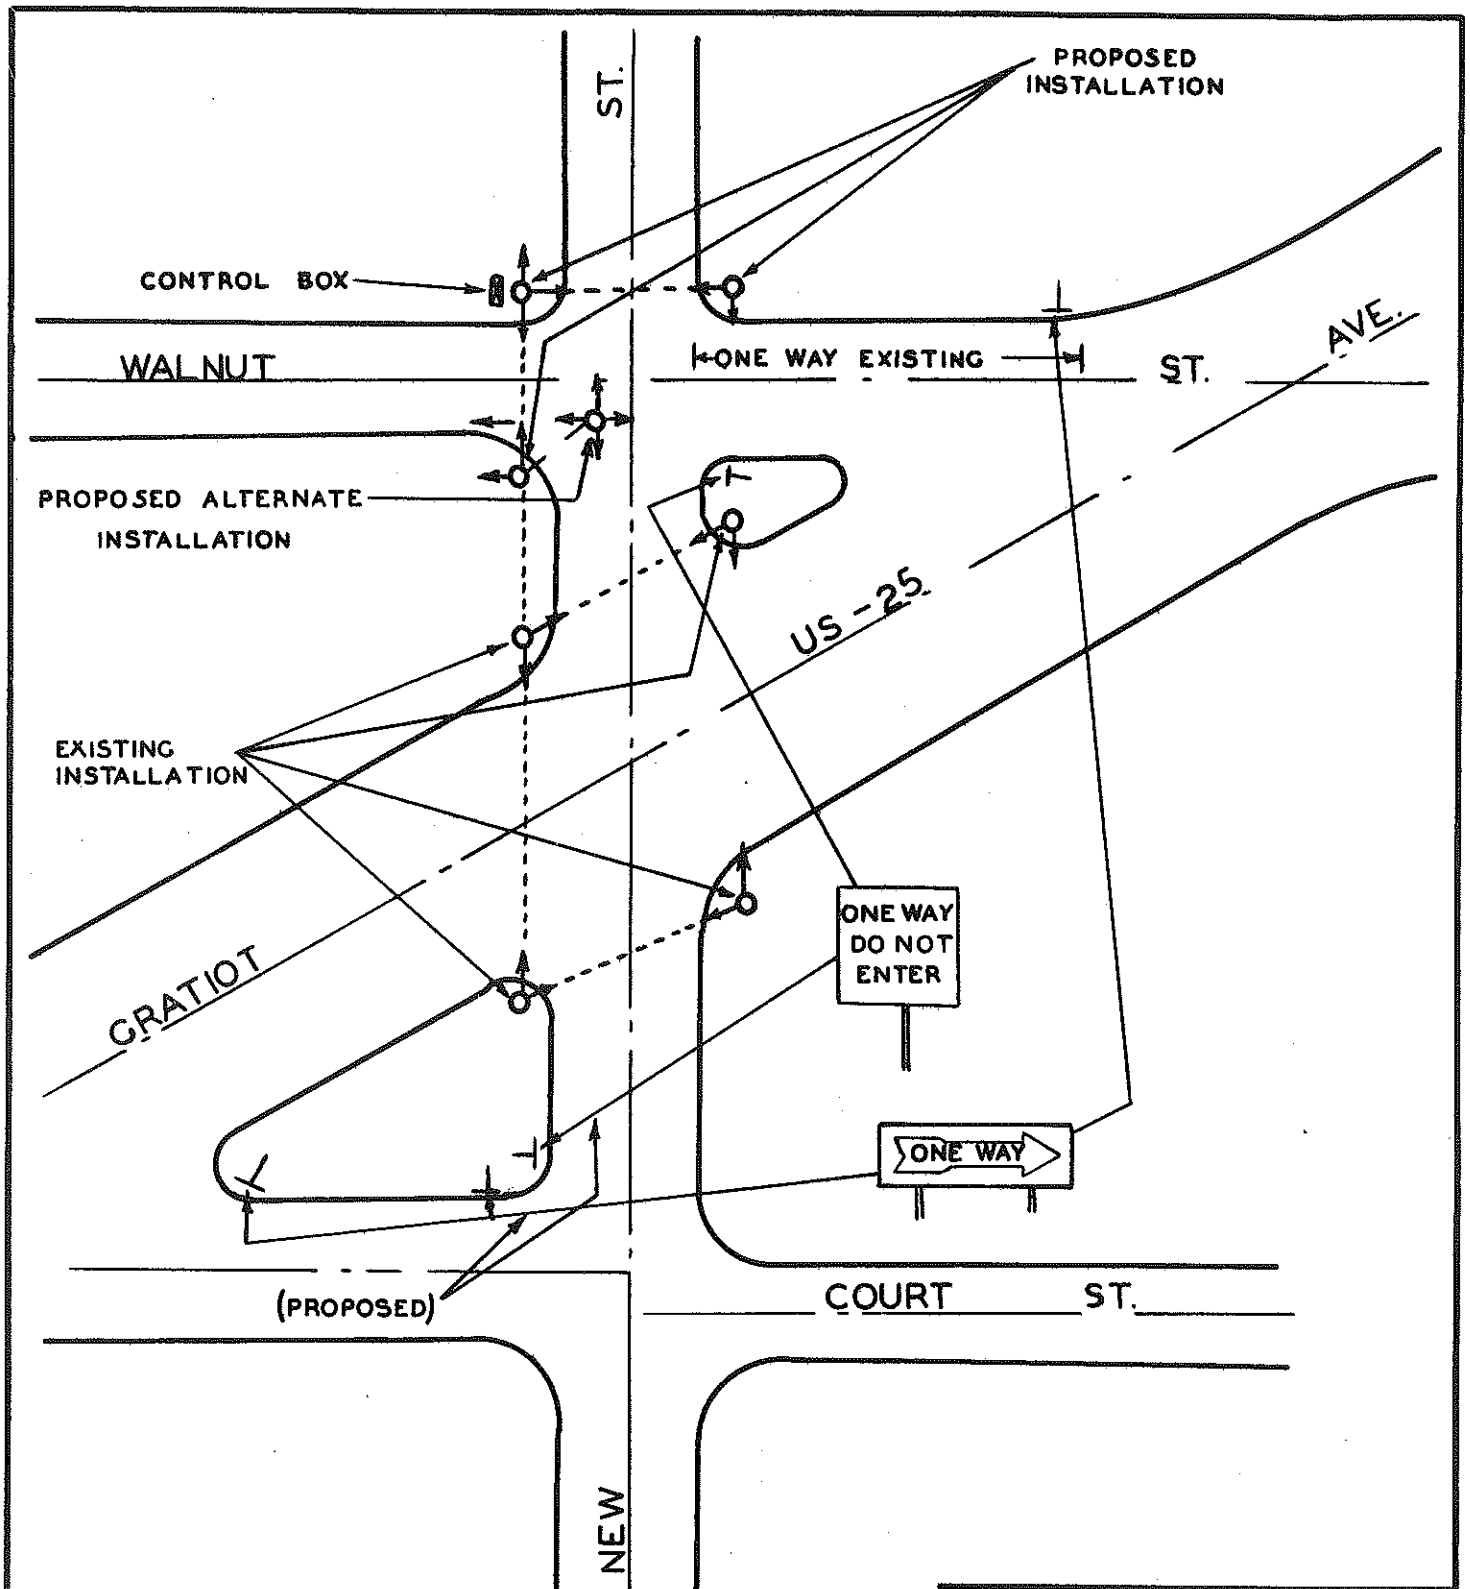 PROPOSED
INSTALLATION
ST.
CONTROL BOX
WALNUT
ONE WAY EXISTING
ST.
AVE.
PROPOSED ALTERNATE
INSTALLATION
US-25
EXISTING
INSTALLATION
ONE WAY
DO NOT
ENTER
GRATIOT
ONE WAY
(PROPOSED)
COURT ST.
NEW